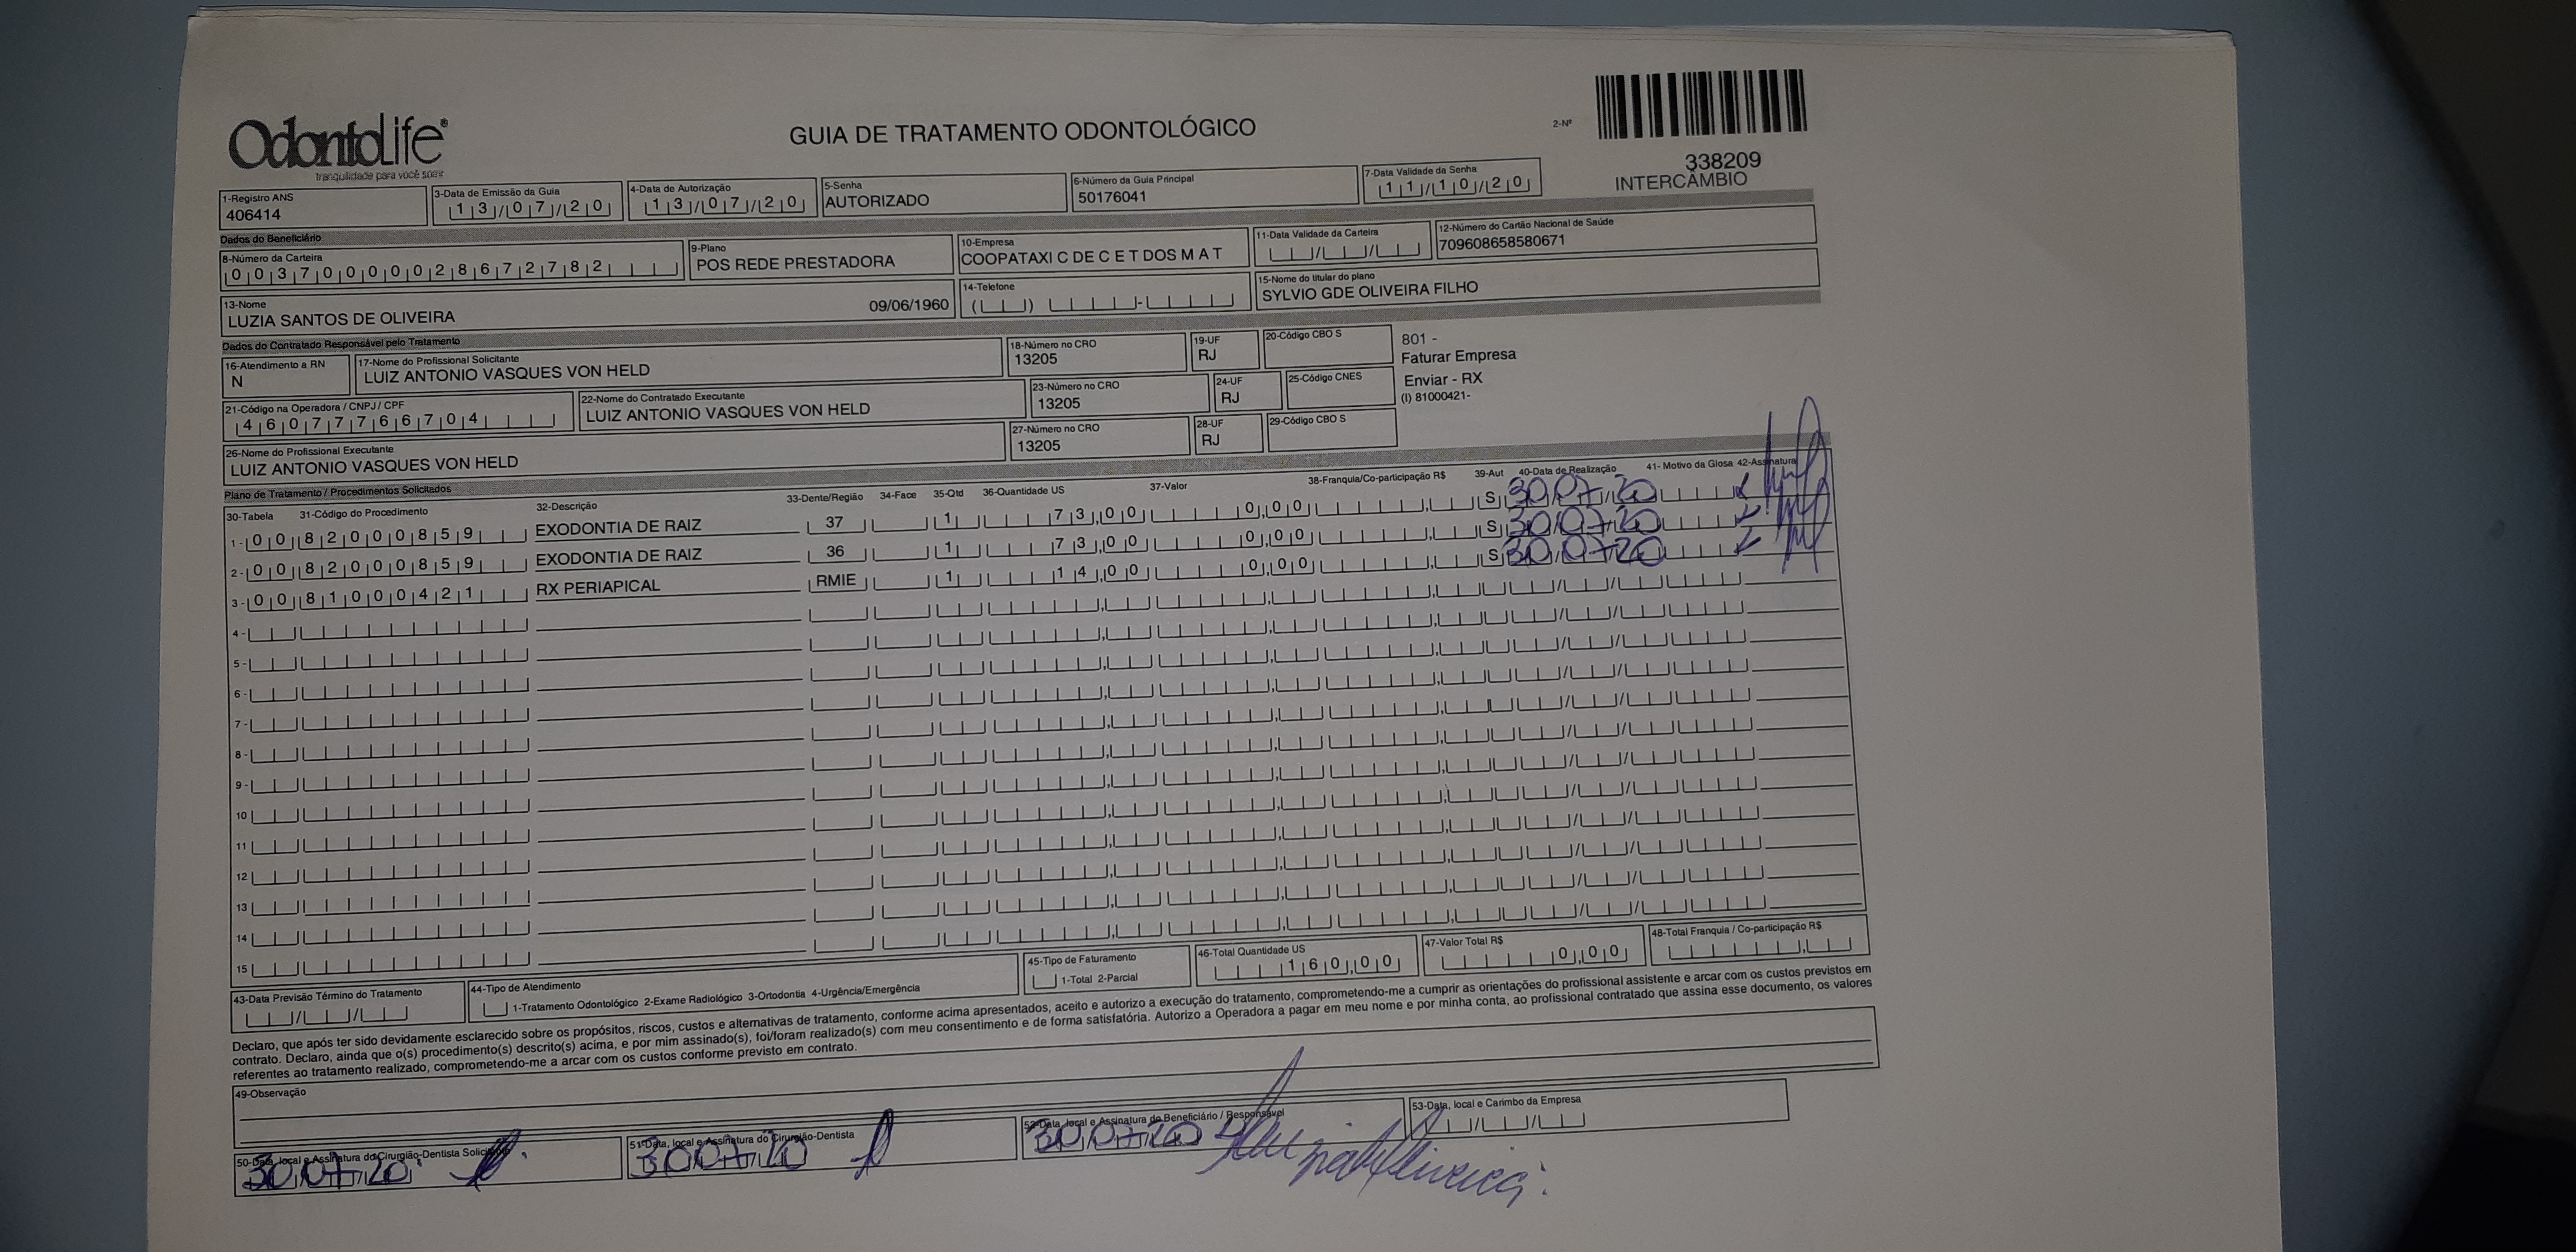 OdontoLife®
tranquilidade para você sorrir
GUIA DE TRATAMENTO ODONTOLÓGICO
2-Nº
338209
INTERCÂMBIO
1-Registro ANS
406414
3-Data de Emissão da Guia
13/07/20
4-Data de Autorização
13/07/20
5-Senha
AUTORIZADO
6-Número da Guia Principal
50176041
7-Data Validade da Senha
11/10/20
Dados do Beneficiário
8-Número da Carteira
00370000028672782
9-Plano
POS REDE PRESTADORA
10-Empresa
COOPATAXI C DE C E T DOS M A T
11-Data Validade da Carteira
12-Número do Cartão Nacional de Saúde
709608658580671
13-Nome
LUZIA SANTOS DE OLIVEIRA 09/06/1960
14-Telefone
15-Nome do titular do plano
SYLVIO GDE OLIVEIRA FILHO
Dados do Contratado Responsável pelo Tratamento
16-Atendimento a RN
N
17-Nome do Profissional Solicitante
LUIZ ANTONIO VASQUES VON HELD
18-Número no CRO
13205
19-UF
RJ
20-Código CBO S
801 -
Faturar Empresa
Enviar - RX
(I) 81000421-
21-Código na Operadora / CNPJ / CPF
46077766704
22-Nome do Contratado Executante
LUIZ ANTONIO VASQUES VON HELD
23-Número no CRO
13205
24-UF
RJ
25-Código CNES
26-Nome do Profissional Executante
LUIZ ANTONIO VASQUES VON HELD
27-Número no CRO
13205
28-UF
RJ
29-Código CBO S
Plano de Tratamento / Procedimentos Solicitados
30-Tabela 31-Código do Procedimento 32-Descrição 33-Dente/Região 34-Face 35-Qtd 36-Quantidade US 37-Valor 38-Franquia/Co-participação R$ 39-Aut 40-Data de Realização 41- Motivo da Glosa 42-Assinatura
1- 00 82000859 EXODONTIA DE RAIZ 37 1 73,00 0,00 S 30/07/20
2- 00 82000859 EXODONTIA DE RAIZ 36 1 73,00 0,00 S 30/07/20
3- 00 81000421 RX PERIAPICAL RMIE 1 14,00 0,00 S 30/07/20
4-
5-
6-
7-
8-
9-
10
11
12
13
14
15
43-Data Previsão Término do Tratamento
44-Tipo de Atendimento
1-Tratamento Odontológico 2-Exame Radiológico 3-Ortodontia 4-Urgência/Emergência
45-Tipo de Faturamento
1-Total 2-Parcial
46-Total Quantidade US
160,00
47-Valor Total R$
0,00
48-Total Franquia / Co-participação R$
Declaro, que após ter sido devidamente esclarecido sobre os propósitos, riscos, custos e alternativas de tratamento, conforme acima apresentados, aceito e autorizo a execução do tratamento, comprometendo-me a cumprir as orientações do profissional assistente e arcar com os custos previstos em
contrato. Declaro, ainda que o(s) procedimento(s) descrito(s) acima, e por mim assinado(s), foi/foram realizado(s) com meu consentimento e de forma satisfatória. Autorizo a Operadora a pagar em meu nome e por minha conta, ao profissional contratado que assina esse documento, os valores
referentes ao tratamento realizado, comprometendo-me a arcar com os custos conforme previsto em contrato.
49-Observação
50-Data, local e Assinatura do Cirurgião-Dentista Solicitante
30/07/20
51-Data, local e Assinatura do Cirurgião-Dentista
30/07/20
52-Data, local e Assinatura do Beneficiário / Responsável
30/07/20
53-Data, local e Carimbo da Empresa